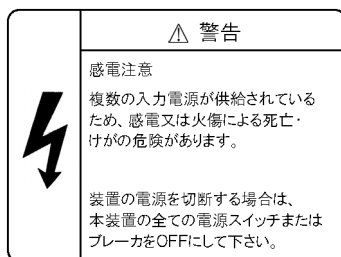 ⚠ 警告
感電注意
複数の入力電源が供給されている
ため、感電又は火傷による死亡・
けがの危険があります。
装置の電源を切断する場合は、
本装置の全ての電源スイッチまたは
ブレーカをOFFにして下さい。